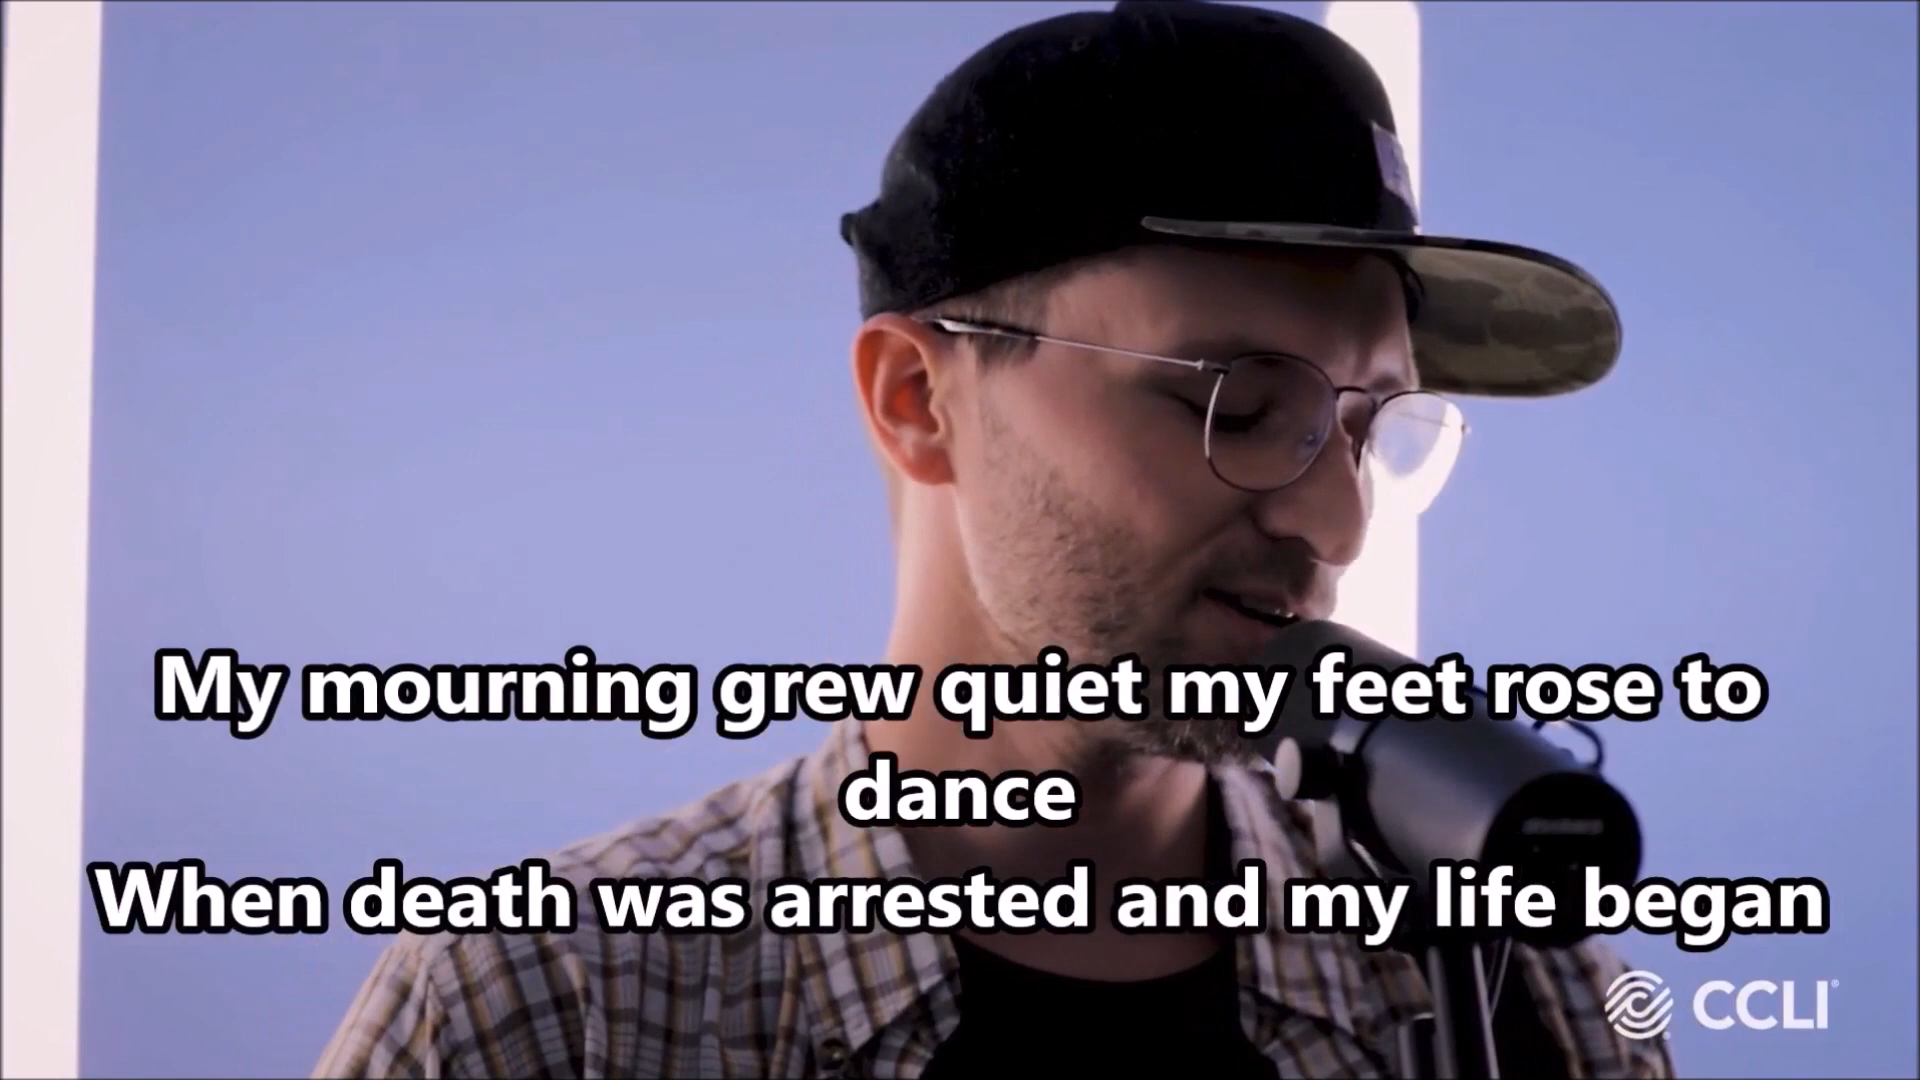 My mourning grew quiet my feet rose to
dance
When death was arrested and my life began
CCLI®